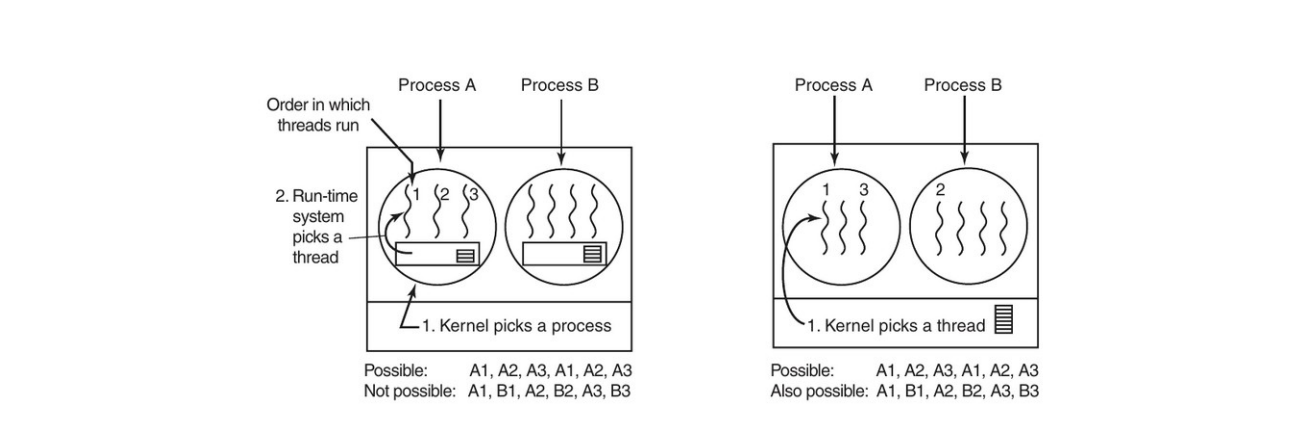 Process A
Process B
Order in which
threads run
1 2 3
2. Run-time
system
picks a
thread
1. Kernel picks a process
Possible: A1, A2, A3, A1, A2, A3
Not possible: A1, B1, A2, B2, A3, B3
Process A
Process B
1 3
2
1. Kernel picks a thread
Possible: A1, A2, A3, A1, A2, A3
Also possible: A1, B1, A2, B2, A3, B3